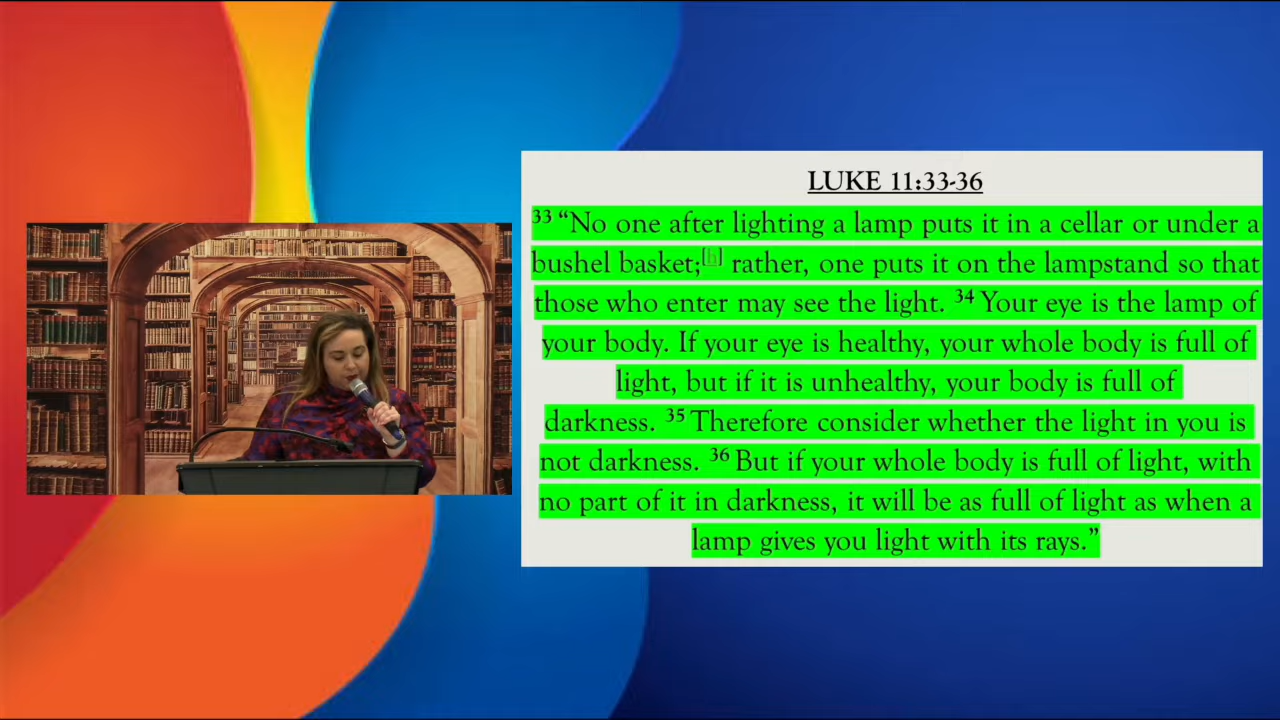 LUKE 11:33-36
33 “No one after lighting a lamp puts it in a cellar or under a
bushel basket;[h] rather, one puts it on the lampstand so that
those who enter may see the light. 34 Your eye is the lamp of
your body. If your eye is healthy, your whole body is full of
light, but if it is unhealthy, your body is full of
darkness. 35 Therefore consider whether the light in you is
not darkness. 36 But if your whole body is full of light, with
no part of it in darkness, it will be as full of light as when a
lamp gives you light with its rays.”